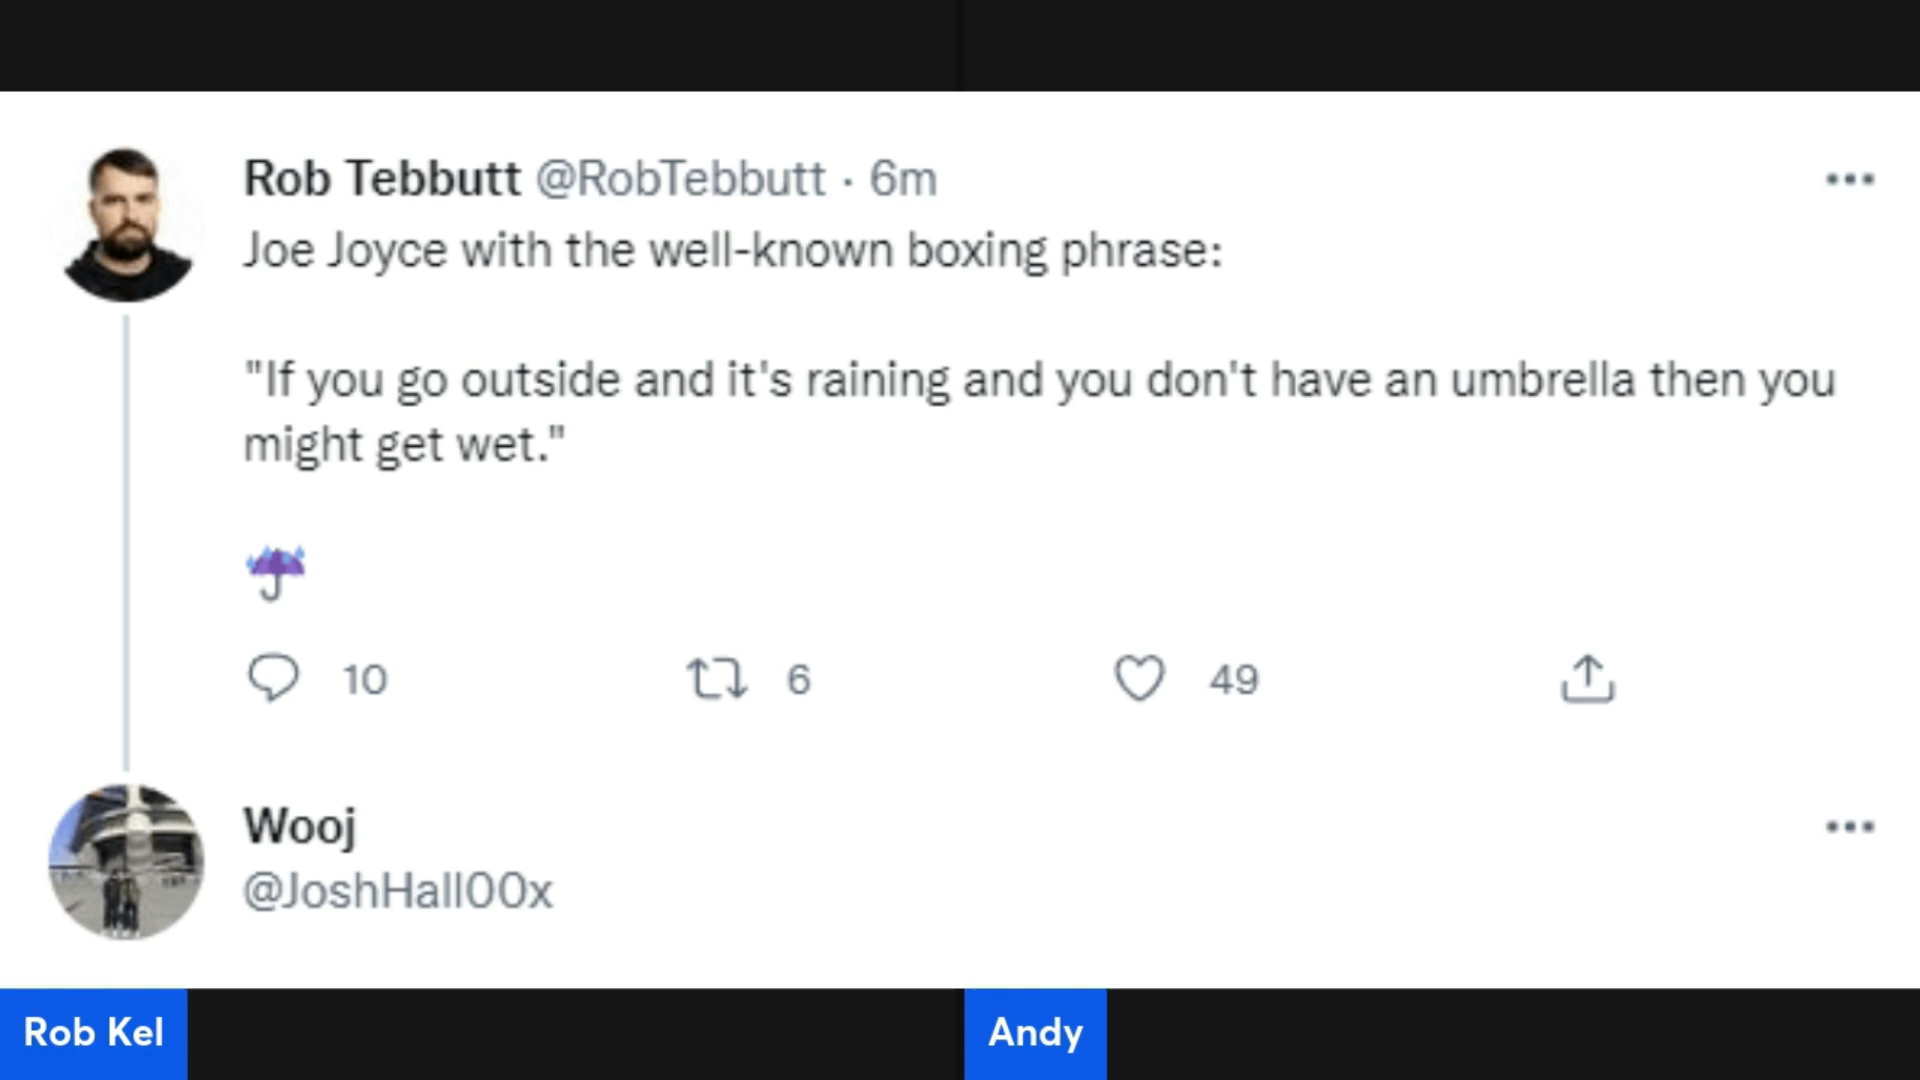 Rob Tebbutt @RobTebbutt · 6m
Joe Joyce with the well-known boxing phrase:
"If you go outside and it's raining and you don't have an umbrella then you
might get wet."
10 6 49
Wooj
@JoshHall00x
Rob Kel Andy